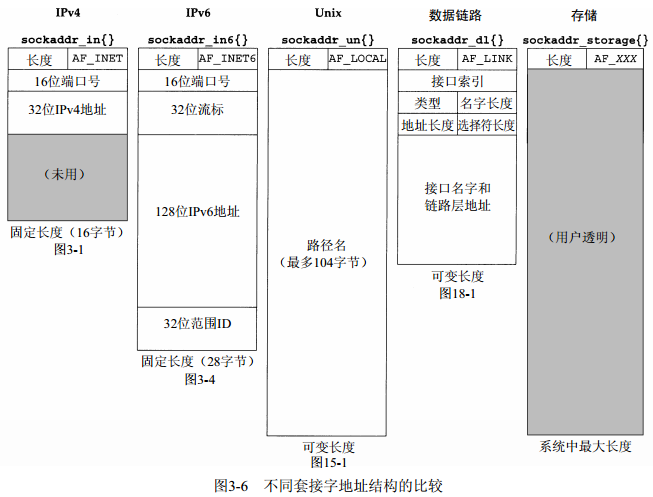 IPv4
sockaddr_in{}
长度 AF_INET
16位端口号
32位IPv4地址
（未用）
固定长度（16字节）
图3-1
IPv6
sockaddr_in6{}
长度 AF_INET6
16位端口号
32位流标
128位IPv6地址
32位范围ID
固定长度（28字节）
图3-4
Unix
sockaddr_un{}
长度 AF_LOCAL
路径名
（最多104字节）
可变长度
图15-1
数据链路
sockaddr_dl{}
长度 AF_LINK
接口索引
类型 名字长度
地址长度 选择符长度
接口名字和
链路层地址
可变长度
图18-1
存储
sockaddr_storage{}
长度 AF_XXX
（用户透明）
系统中最大长度
图3-6 不同套接字地址结构的比较